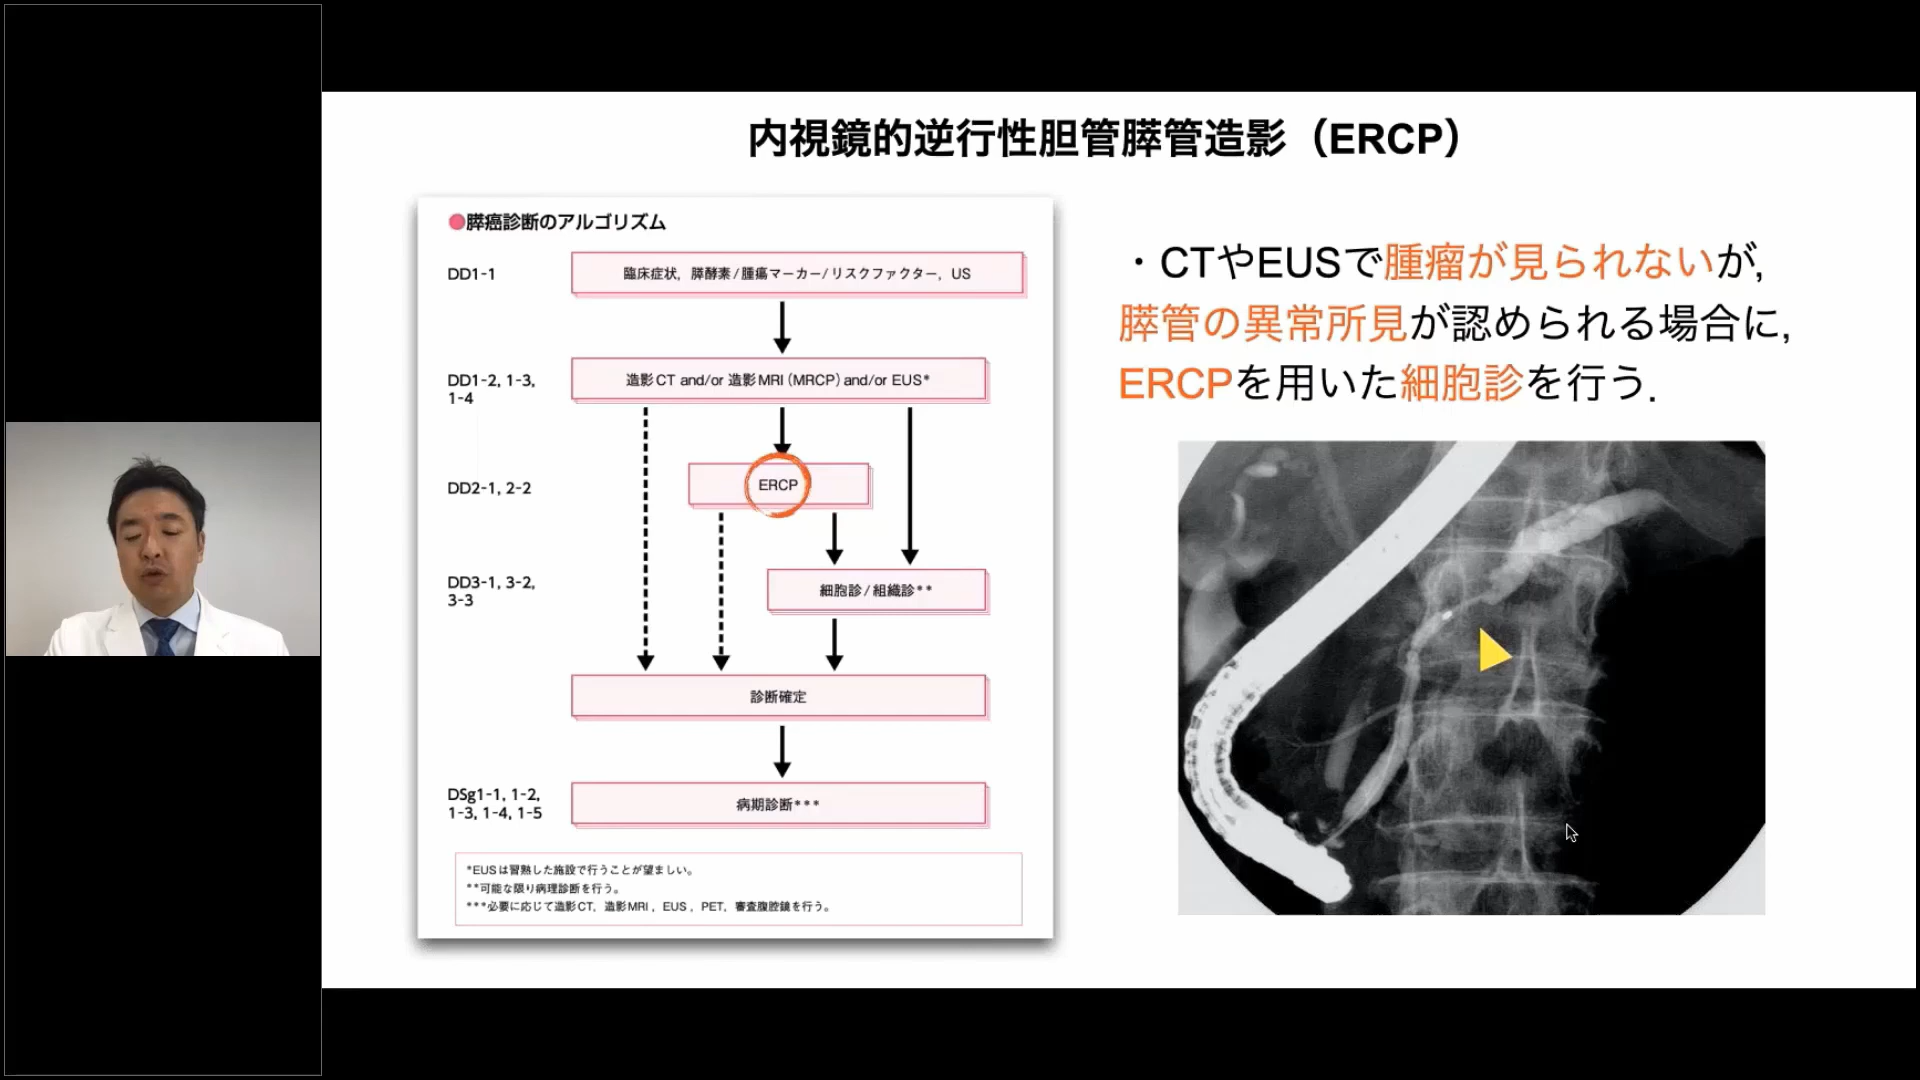 内視鏡的逆行性胆管膵管造影（ERCP）
●膵癌診断のアルゴリズム
DD1-1
臨床症状，膵酵素/腫瘍マーカー/リスクファクター，US
DD1-2, 1-3,
1-4
造影CT and/or 造影MRI（MRCP）and/or EUS*
DD2-1, 2-2
ERCP
DD3-1, 3-2,
3-3
細胞診/組織診**
診断確定
DSg1-1, 1-2,
1-3, 1-4, 1-5
病期診断***
*EUSは習熟した施設で行うことが望ましい。
**可能な限り病理診断を行う。
***必要に応じて造影CT，造影MRI，EUS，PET，審査腹腔鏡を行う。
・CTやEUSで腫瘤が見られないが,
膵管の異常所見が認められる場合に,
ERCPを用いた細胞診を行う.